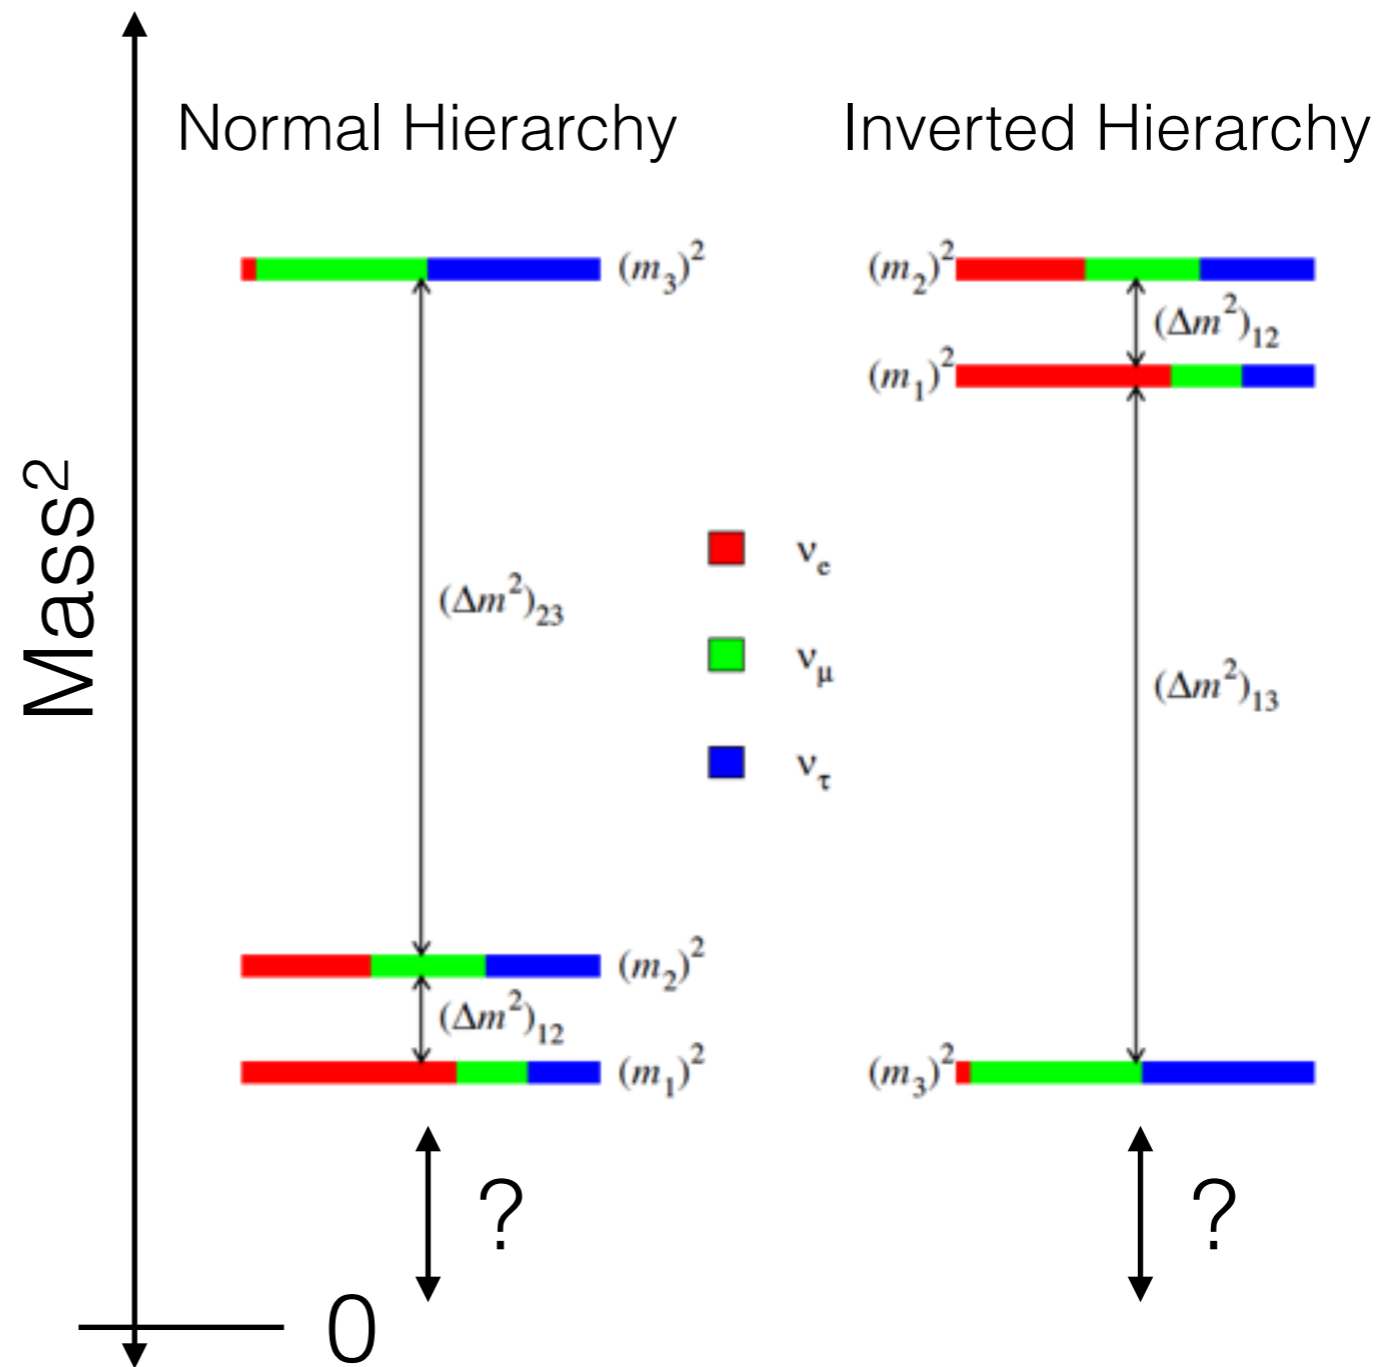 Normal Hierarchy
Inverted Hierarchy
Mass²
(m₃)²
(Δm²)₂₃
(m₂)²
(Δm²)₁₂
(m₁)²
?
0
νₑ
ν_μ
ν_τ
(m₂)²
(Δm²)₁₂
(m₁)²
(Δm²)₁₃
(m₃)²
?